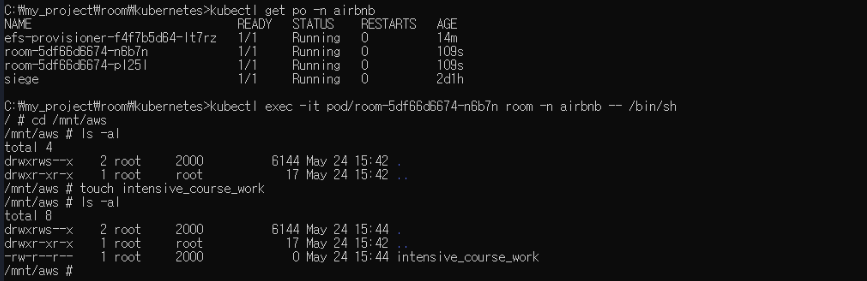 C:₩my_project₩room₩kubernetes>kubectl get po -n airbnb
NAME READY STATUS RESTARTS AGE
efs-provisioner-f4f7b5d64-lt7rz 1/1 Running 0 14m
room-5df66d6674-n6b7n 1/1 Running 0 109s
room-5df66d6674-pl25l 1/1 Running 0 109s
siege 1/1 Running 0 2d1h
C:₩my_project₩room₩kubernetes>kubectl exec -it pod/room-5df66d6674-n6b7n room -n airbnb -- /bin/sh
/ # cd /mnt/aws
/mnt/aws # ls -al
total 4
drwxrws--x 2 root 2000 6144 May 24 15:42 .
drwxr-xr-x 1 root root 17 May 24 15:42 ..
/mnt/aws # touch intensive_course_work
/mnt/aws # ls -al
total 8
drwxrws--x 2 root 2000 6144 May 24 15:44 .
drwxr-xr-x 1 root root 17 May 24 15:42 ..
-rw-r--r-- 1 root 2000 0 May 24 15:44 intensive_course_work
/mnt/aws #